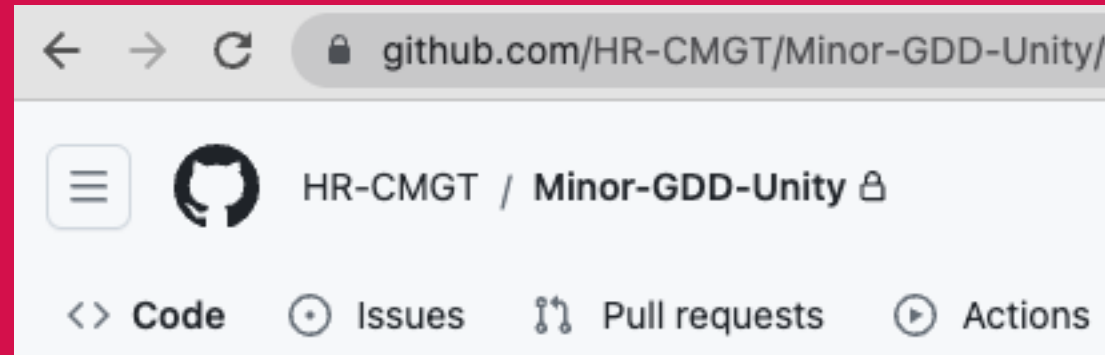 github.com/HR-CMGT/Minor-GDD-Unity/
HR-CMGT / Minor-GDD-Unity
<> Code Issues Pull requests Actions